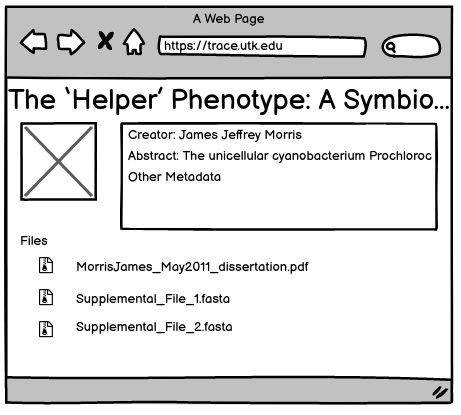 A Web Page
https://trace.utk.edu
The 'Helper' Phenotype: A Symbio...
Creator: James Jeffrey Morris
Abstract: The unicellular cyanobacterium Prochloroc
Other Metadata
Files
MorrisJames_May2011_dissertation.pdf
Supplemental_File_1.fasta
Supplemental_File_2.fasta